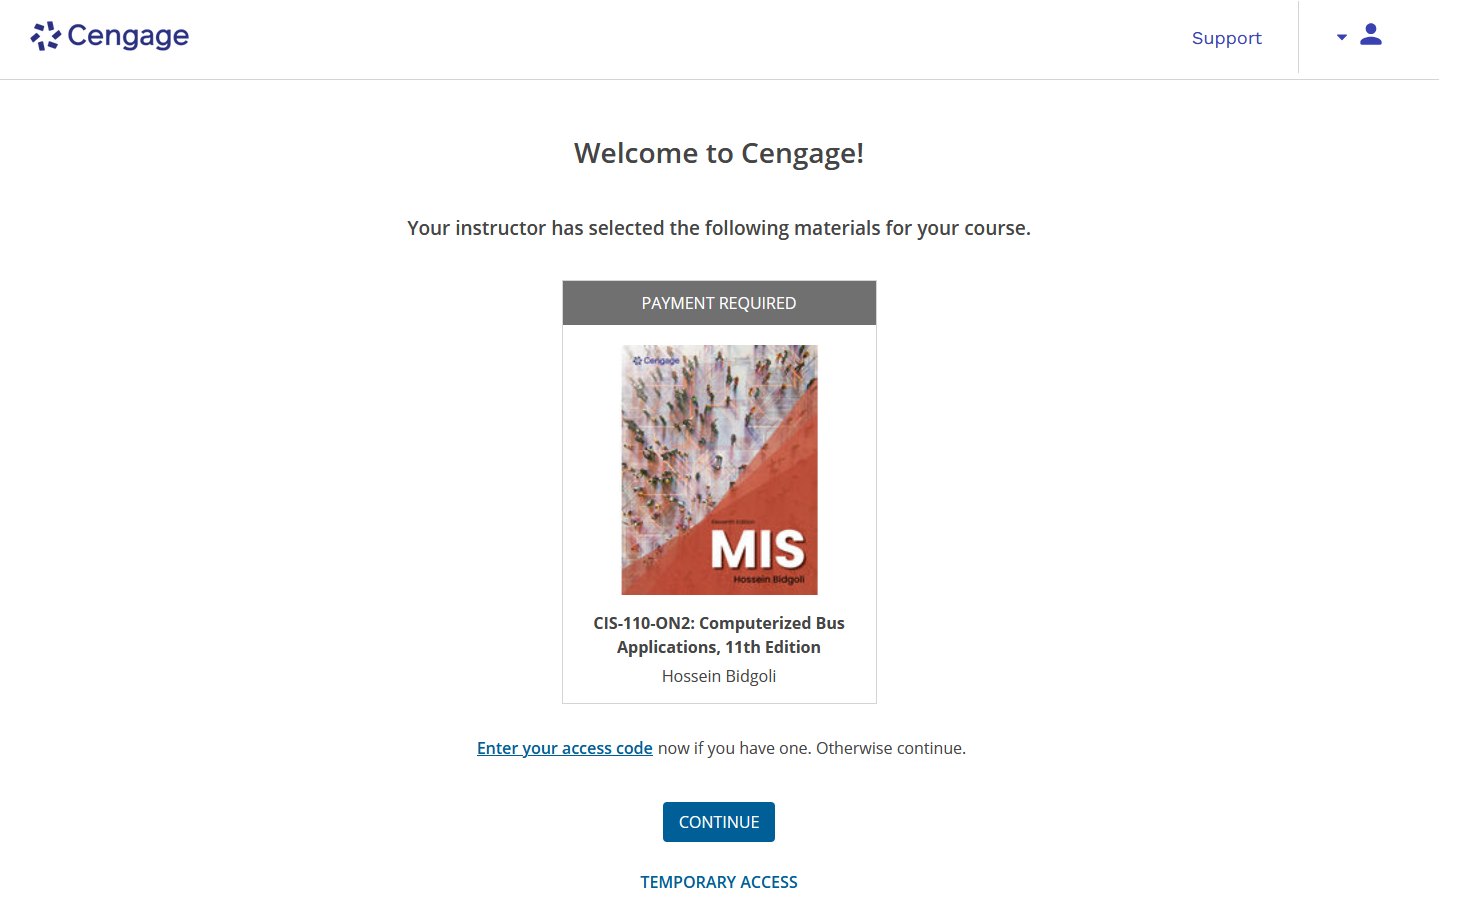 Cengage
Support
Welcome to Cengage!
Your instructor has selected the following materials for your course.
PAYMENT REQUIRED
Cengage
Eleventh Edition
MIS
Hossein Bidgoli
CIS-110-ON2: Computerized Bus
Applications, 11th Edition
Hossein Bidgoli
Enter your access code now if you have one. Otherwise continue.
CONTINUE
TEMPORARY ACCESS